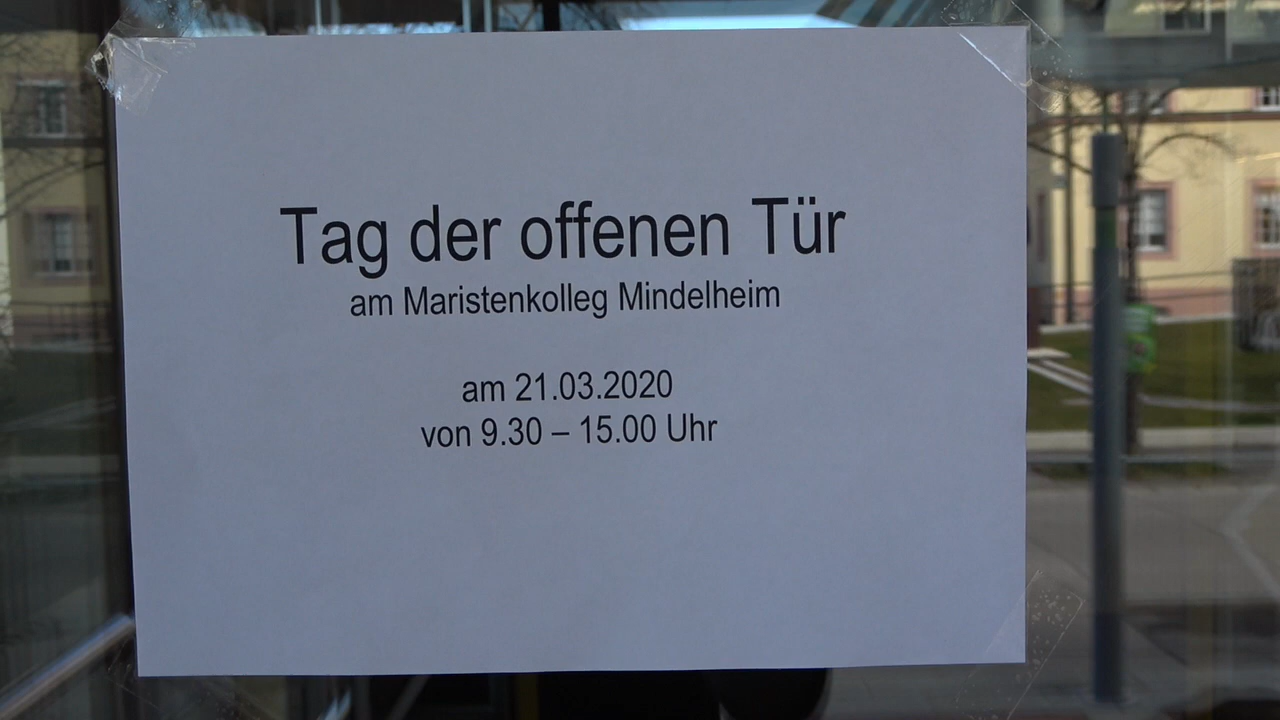 Tag der offenen Tür
am Maristenkolleg Mindelheim
am 21.03.2020
von 9.30 – 15.00 Uhr